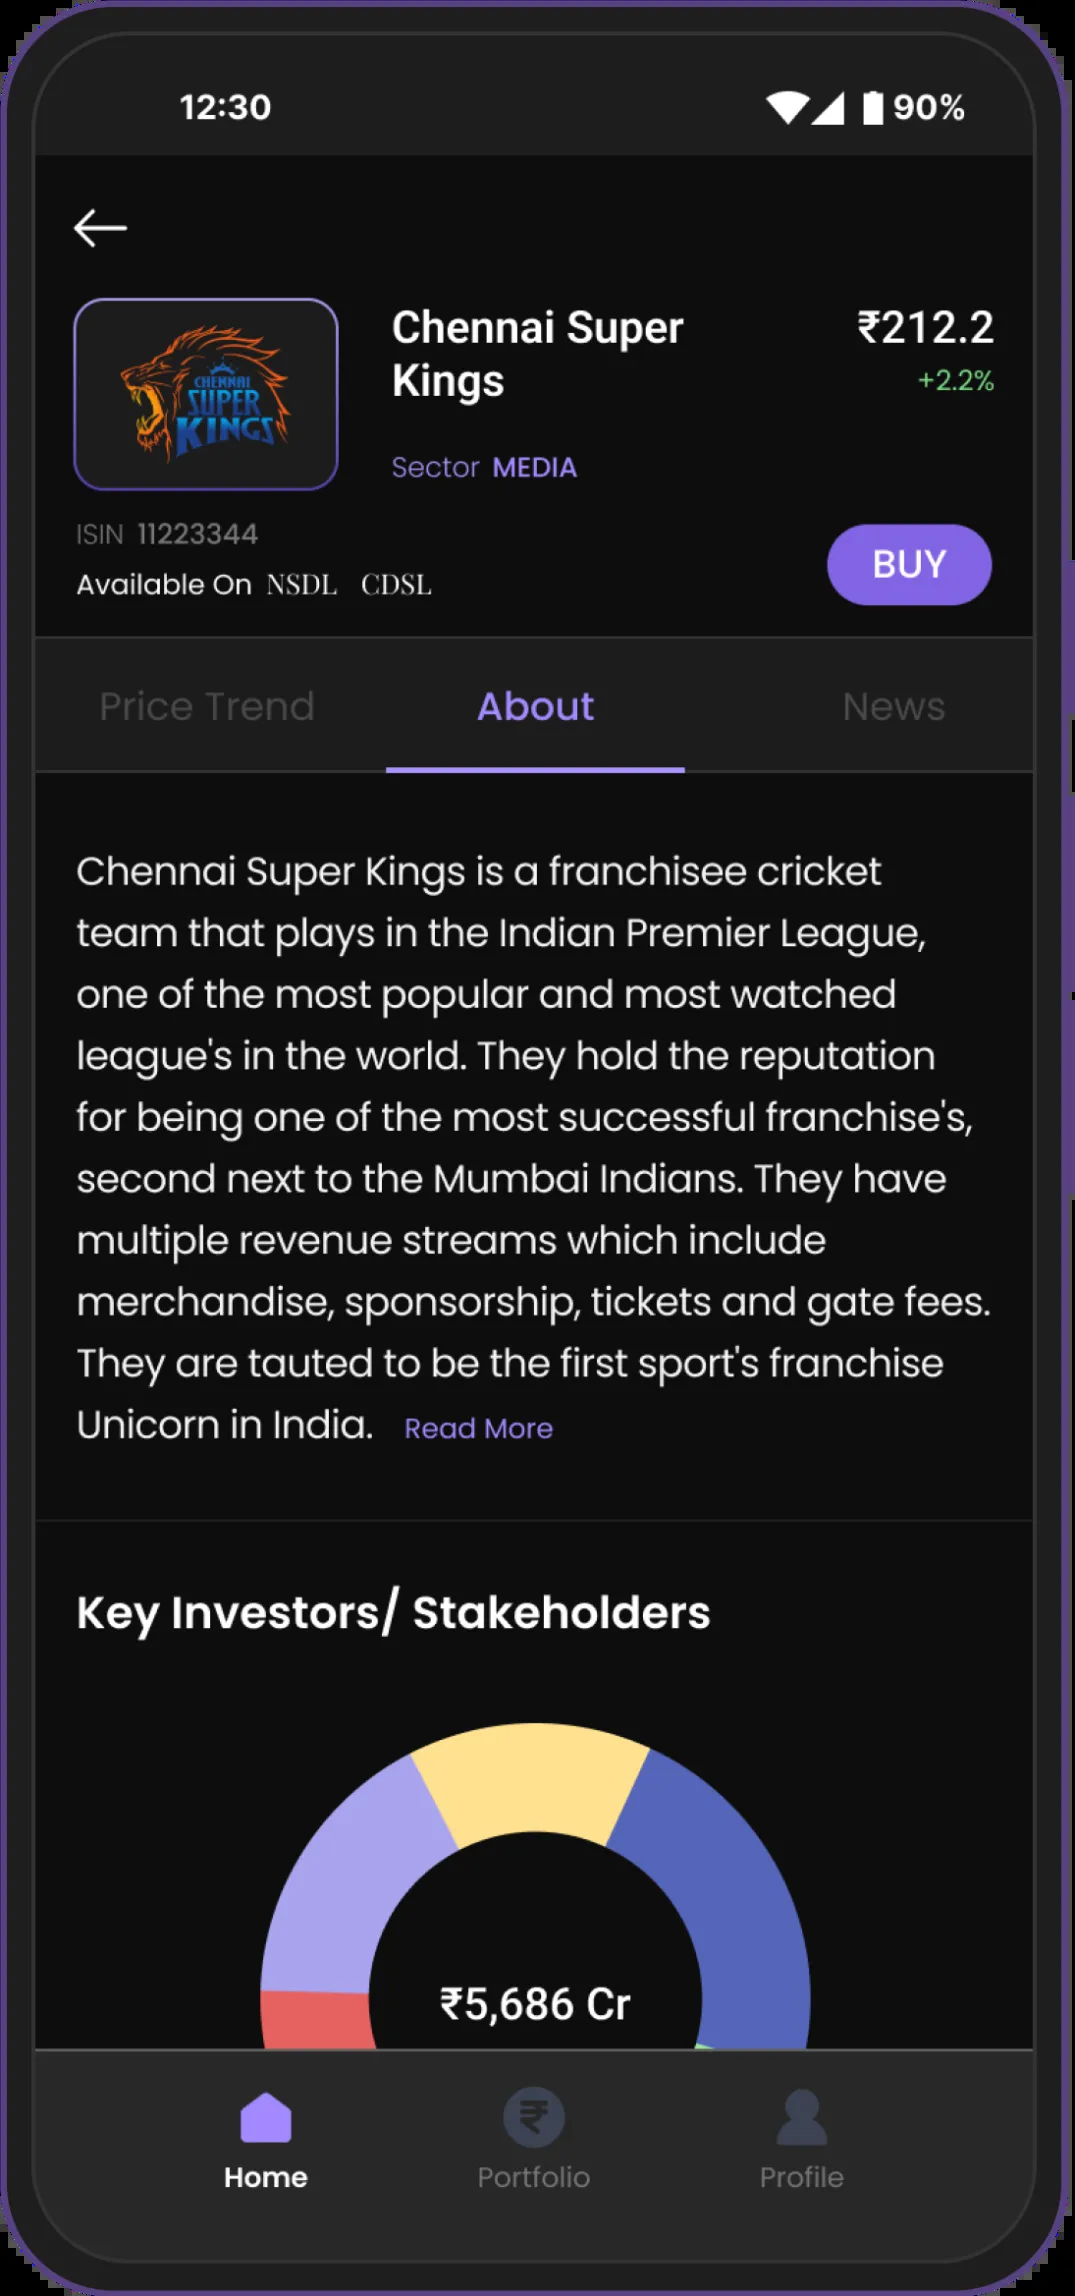 12:30 90%
CHENNAI
SUPER
KINGS
Chennai Super
Kings
₹212.2
+2.2%
Sector MEDIA
ISIN 11223344
Available On NSDL CDSL
BUY
Price Trend About News
Chennai Super Kings is a franchisee cricket
team that plays in the Indian Premier League,
one of the most popular and most watched
league's in the world. They hold the reputation
for being one of the most successful franchise's,
second next to the Mumbai Indians. They have
multiple revenue streams which include
merchandise, sponsorship, tickets and gate fees.
They are tauted to be the first sport's franchise
Unicorn in India. Read More
Key Investors/ Stakeholders
₹5,686 Cr
₹
Home Portfolio Profile